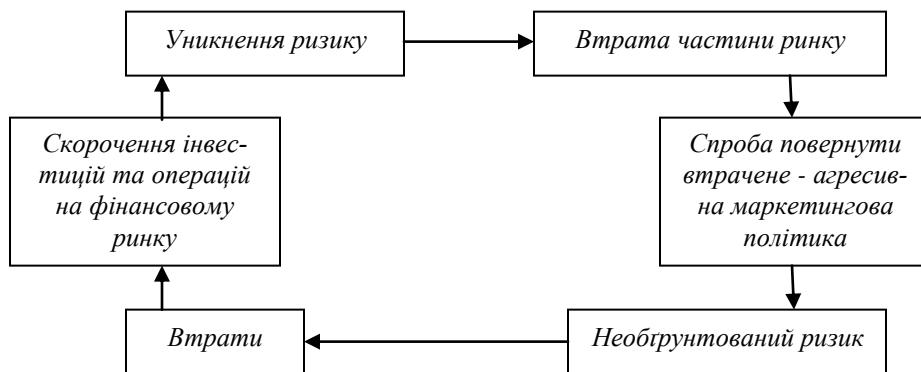 Уникнення ризику
Втрата частини ринку
Скорочення інвес-
тицій та операцій
на фінансовому
ринку
Спроба повернути
втрачене - агресив-
на маркетингова
політика
Втрати
Необґрунтований ризик